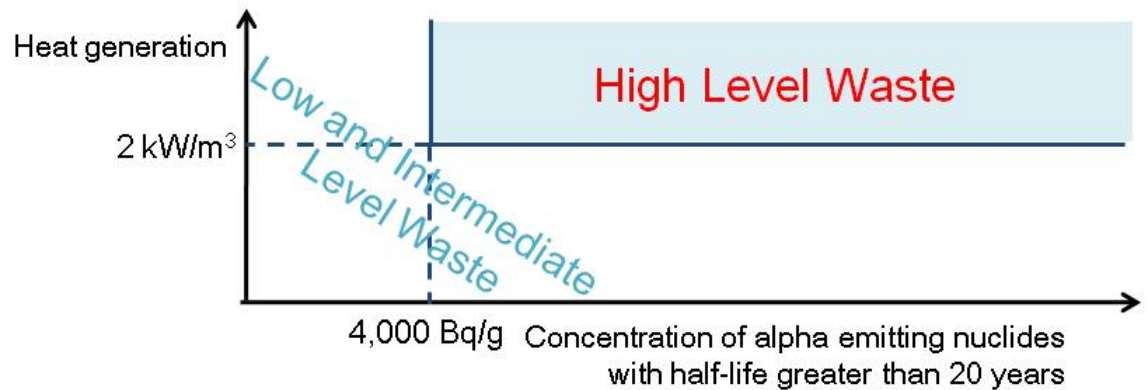 Heat generation
High Level Waste
2 kW/m³
Low and Intermediate
Level Waste
4,000 Bq/g
Concentration of alpha emitting nuclides
with half-life greater than 20 years